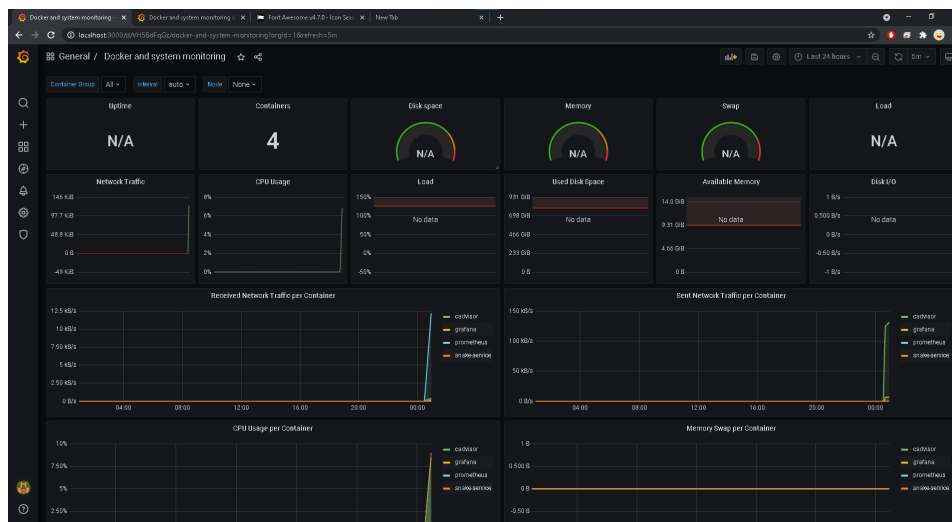 Docker and system monitoring -
Docker and system monitoring
Font Awesome v4.7.0 - Icon Sear
New Tab
localhost:3000/d/VH55dFqGz/docker-and-system-monitoring?orgId=1&refresh=5m
General / Docker and system monitoring
Last 24 hours
5m
Container Group All Interval auto Node None
Uptime Containers Disk space Memory Swap Load
N/A 4 N/A N/A N/A N/A
Network Traffic
146 KiB
97.7 KiB
48.8 KiB
0 B
-49 KiB
CPU Usage
8%
6%
4%
2%
0%
Load
150%
100%
50%
0%
-50%
No data
Used Disk Space
931 GiB
698 GiB
466 GiB
233 GiB
0 B
No data
Available Memory
14.0 GiB
9.31 GiB
4.66 GiB
0 B
No data
Disk I/O
1 B/s
0.500 B/s
0 B/s
-0.50 B/s
-1 B/s
No data
Received Network Traffic per Container
12.5 kB/s
10 kB/s
7.50 kB/s
5 kB/s
2.50 kB/s
0 B/s
04:00 08:00 12:00 16:00 20:00 00:00
cadvisor
grafana
prometheus
snake-service
Sent Network Traffic per Container
150 kB/s
100 kB/s
50 kB/s
0 B/s
04:00 08:00 12:00 16:00 20:00 00:00
cadvisor
grafana
prometheus
snake-service
CPU Usage per Container
10%
7.50%
5%
2.50%
cadvisor
grafana
prometheus
snake-service
Memory Swap per Container
1 B
0.500 B
0 B
-0.50 B
cadvisor
grafana
prometheus
snake-service